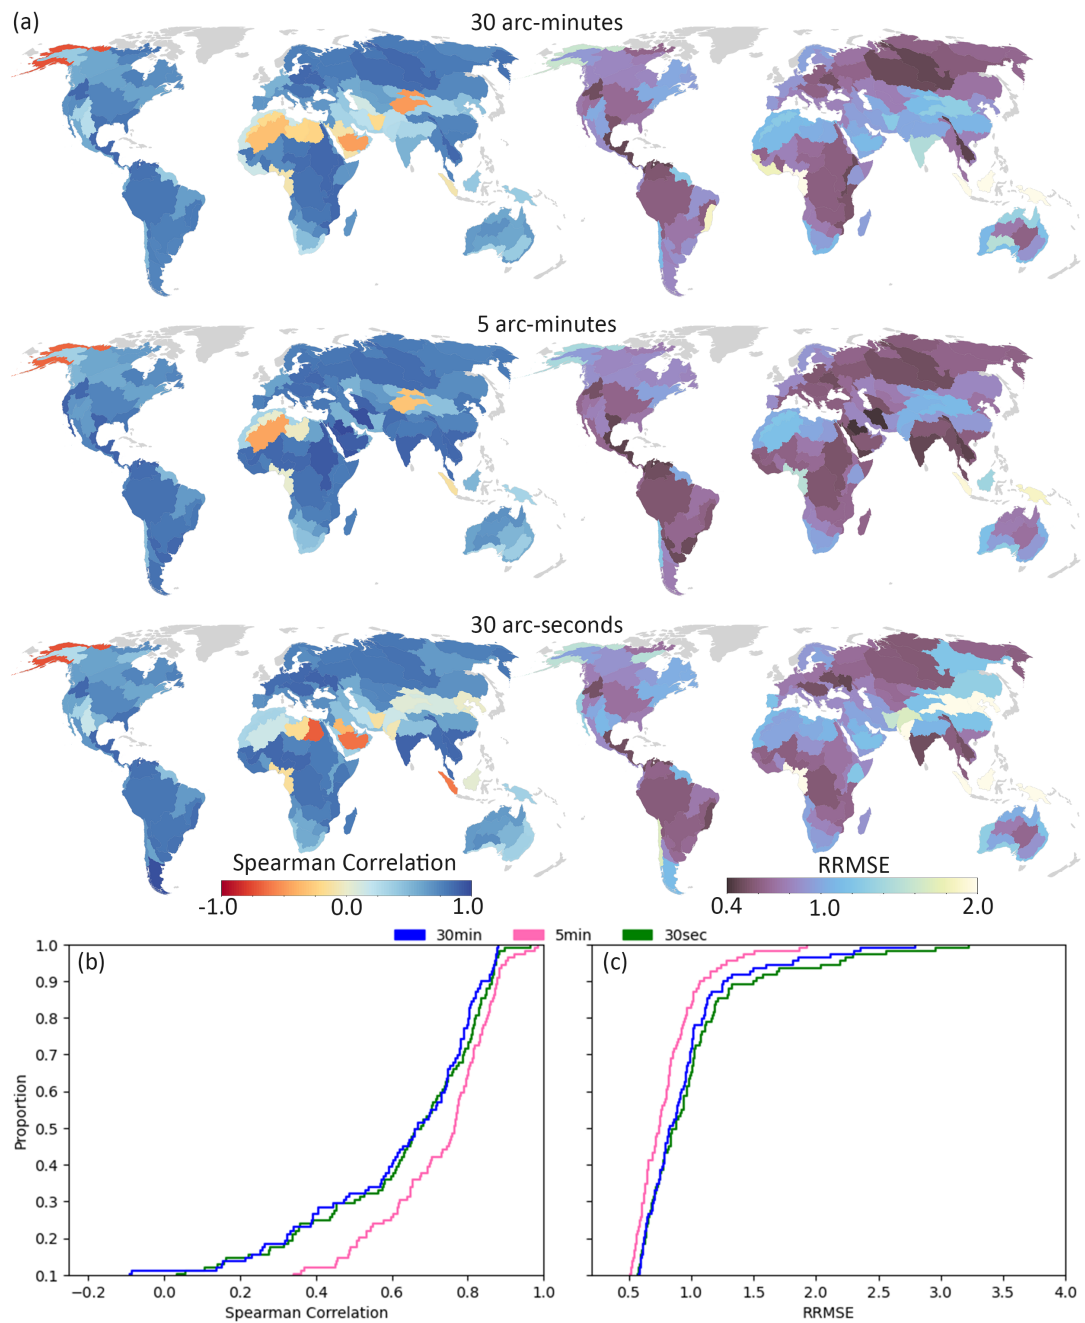 (a)
30 arc-minutes
5 arc-minutes
30 arc-seconds
Spearman Correlation
-1.0 0.0 1.0
RRMSE
0.4 1.0 2.0
30min 5min 30sec
(b)
1.0
0.9
0.8
0.7
0.6
0.5
0.4
0.3
0.2
0.1
Proportion
−0.2 0.0 0.2 0.4 0.6 0.8 1.0
Spearman Correlation
(c)
0.5 1.0 1.5 2.0 2.5 3.0 3.5 4.0
RRMSE